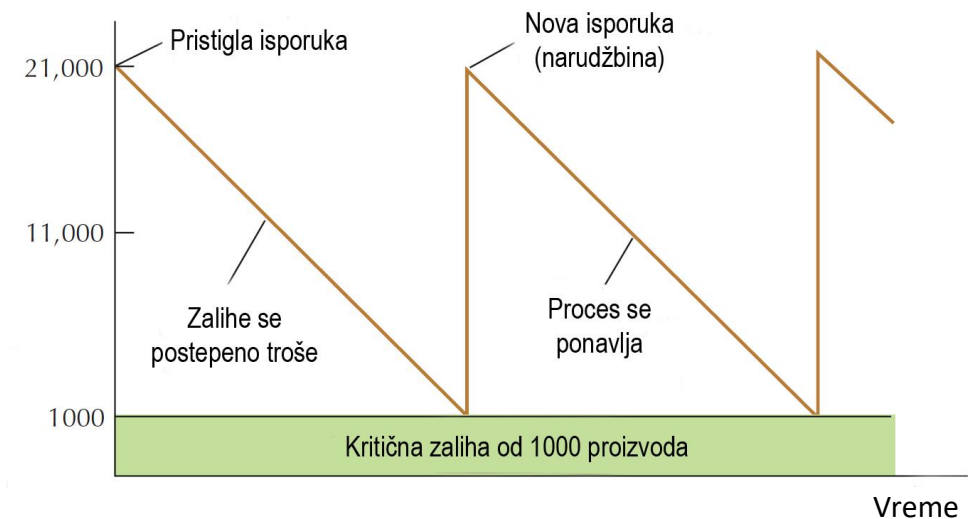 Pristigla isporuka
Nova isporuka
(narudžbina)
21,000
11,000
Zalihe se
postepeno troše
Proces se
ponavlja
1000
Kritična zaliha od 1000 proizvoda
Vreme